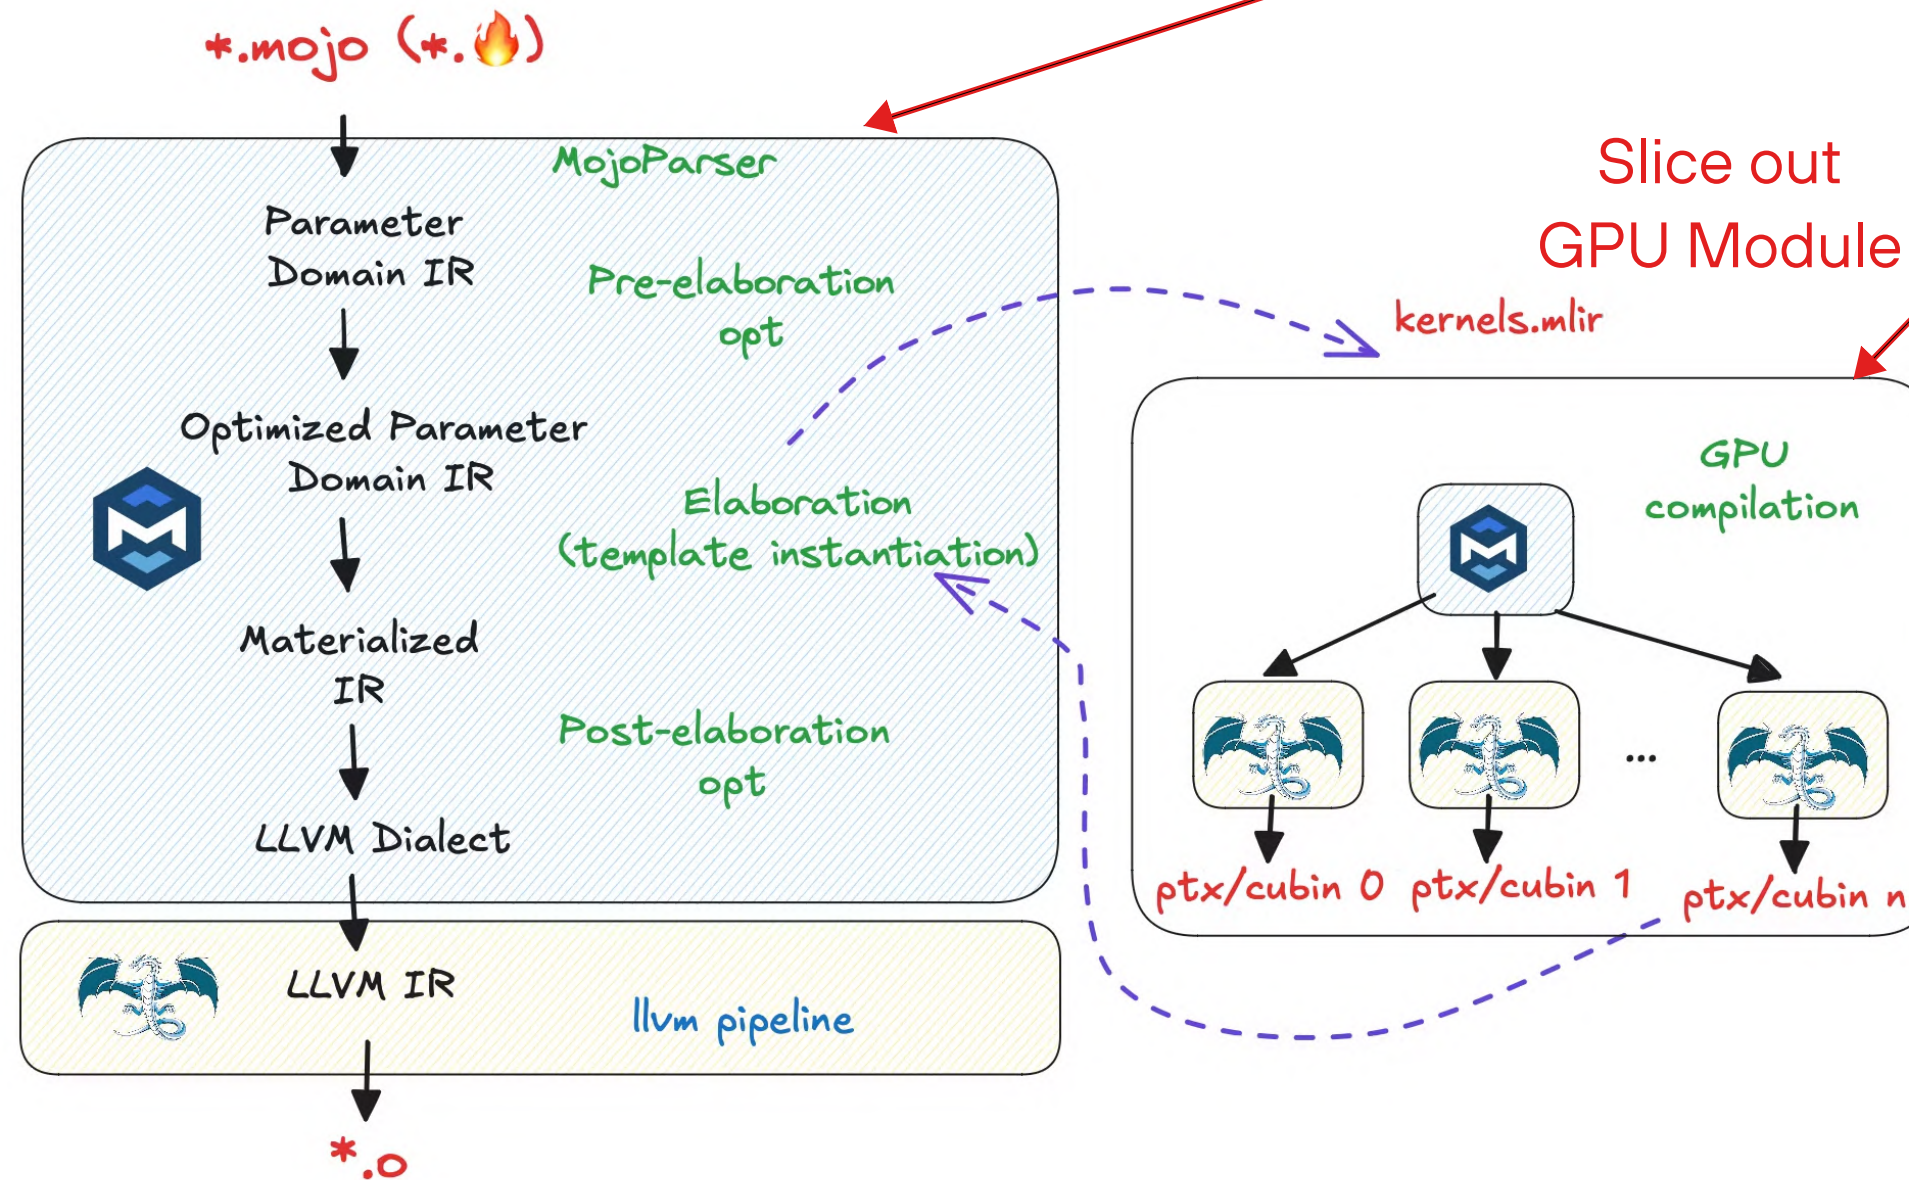 *.mojo (*.🔥)
MojoParser
Parameter
Domain IR
Pre-elaboration
opt
Optimized Parameter
Domain IR
Elaboration
(template instantiation)
Materialized
IR
Post-elaboration
opt
LLVM Dialect
LLVM IR
llvm pipeline
*.o
Slice out
GPU Module
kernels.mlir
GPU
compilation
...
ptx/cubin 0
ptx/cubin 1
ptx/cubin n